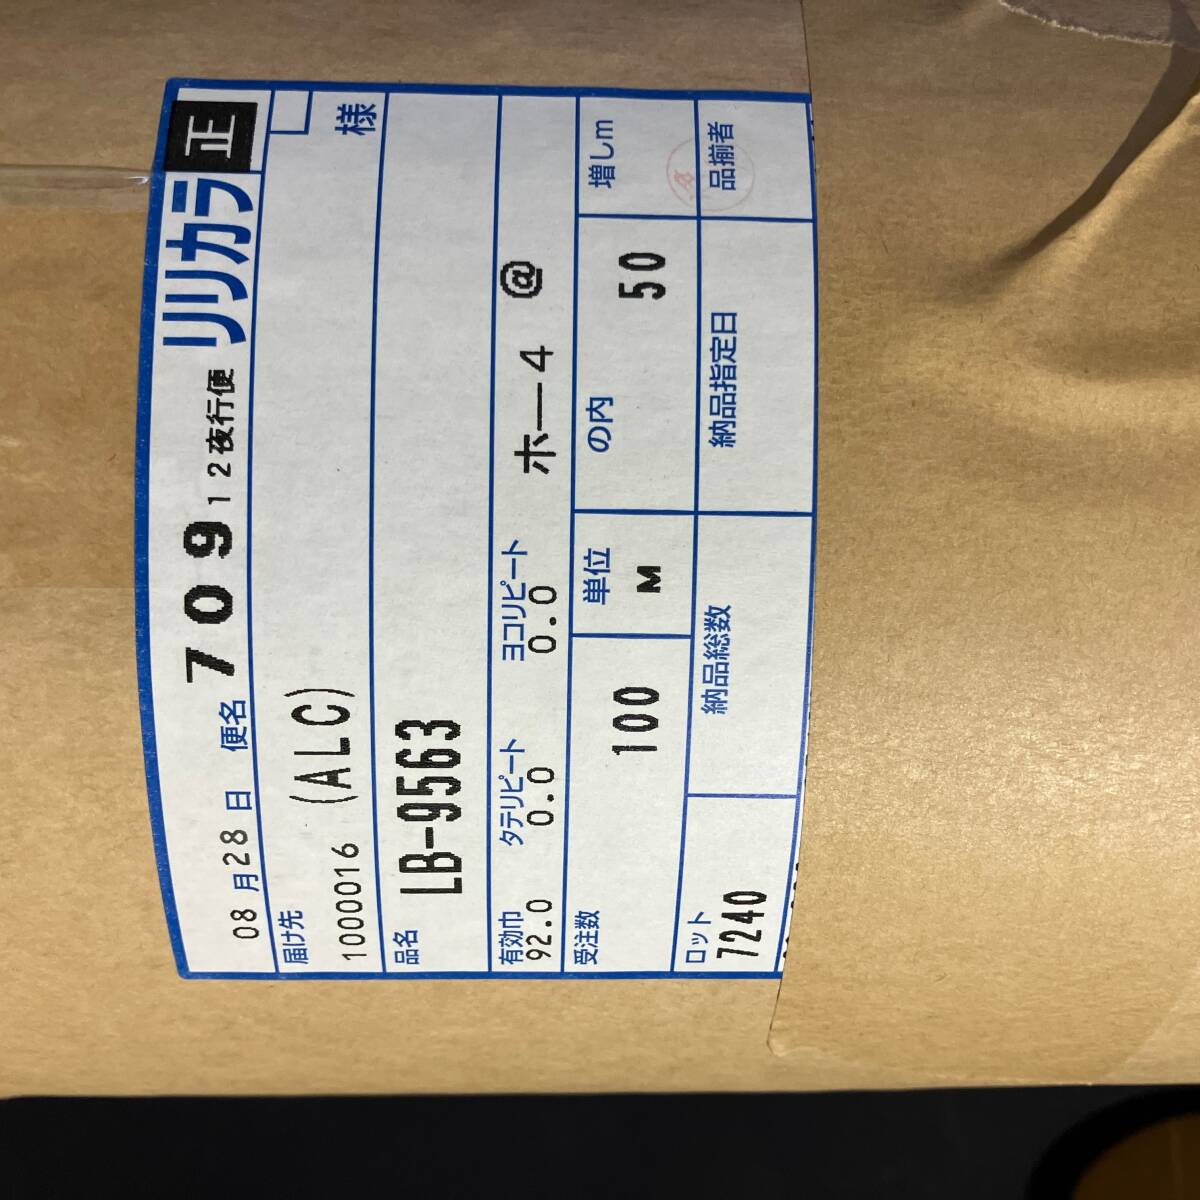 08月28日 便名 709 12夜行便 リリカラ 正
届け先
1000016 (ALC) 様
品名
LB-9563
有効巾 タテリピート ヨコリピート
92.0 0.0 0.0 ホ—4 @
受注数 単位 の内 増しm
100 M 50
ロット 納品総数 納品指定日 品揃者
7240